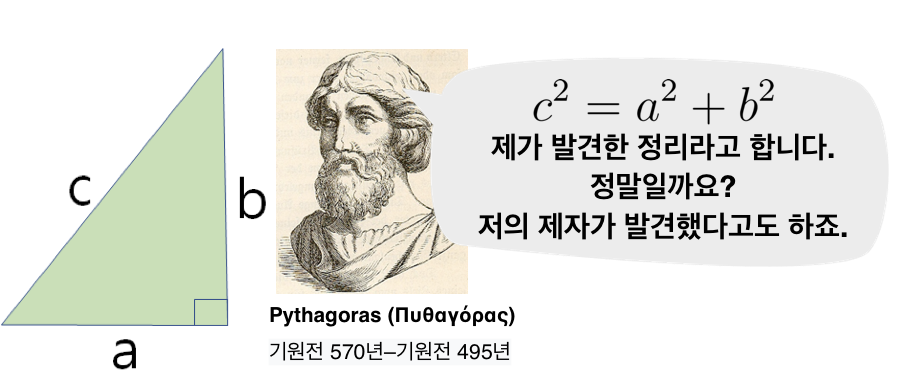 c
b
a
c² = a² + b²
제가 발견한 정리라고 합니다.
정말일까요?
저의 제자가 발견했다고도 하죠.
Pythagoras (Πυθαγόρας)
기원전 570년–기원전 495년